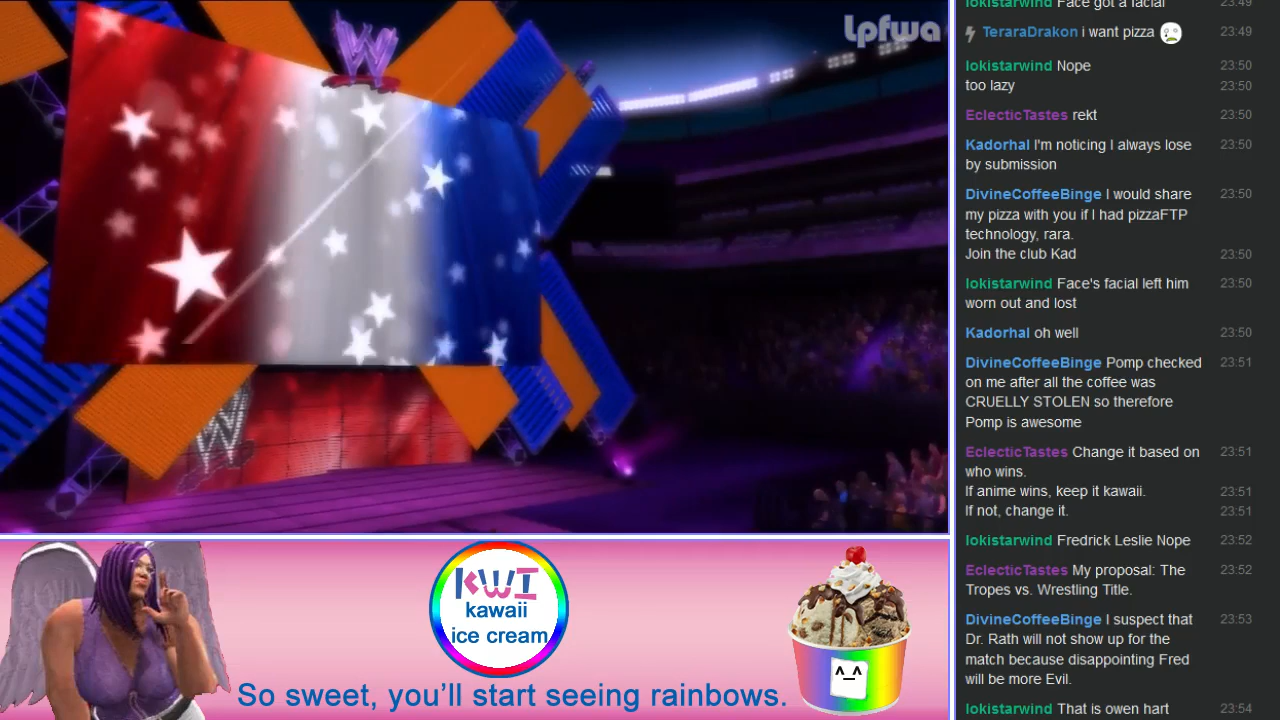 Lpfwa
KWI
kawaii
ice cream
So sweet, you'll start seeing rainbows.
^_^
lokistarwind Face got a facial 23:49
TeraraDrakon i want pizza 23:49
lokistarwind Nope 23:50
too lazy 23:50
EclecticTastes rekt 23:50
Kadorhal I'm noticing I always lose 23:50
by submission
DivineCoffeeBinge I would share 23:50
my pizza with you if I had pizzaFTP
technology, rara.
Join the club Kad 23:50
lokistarwind Face's facial left him 23:50
worn out and lost
Kadorhal oh well 23:50
DivineCoffeeBinge Pomp checked 23:51
on me after all the coffee was
CRUELLY STOLEN so therefore
Pomp is awesome
EclecticTastes Change it based on 23:51
who wins.
If anime wins, keep it kawaii. 23:51
If not, change it. 23:51
lokistarwind Fredrick Leslie Nope 23:52
EclecticTastes My proposal: The 23:52
Tropes vs. Wrestling Title.
DivineCoffeeBinge I suspect that 23:53
Dr. Rath will not show up for the
match because disappointing Fred
will be more Evil.
lokistarwind That is owen hart 23:54